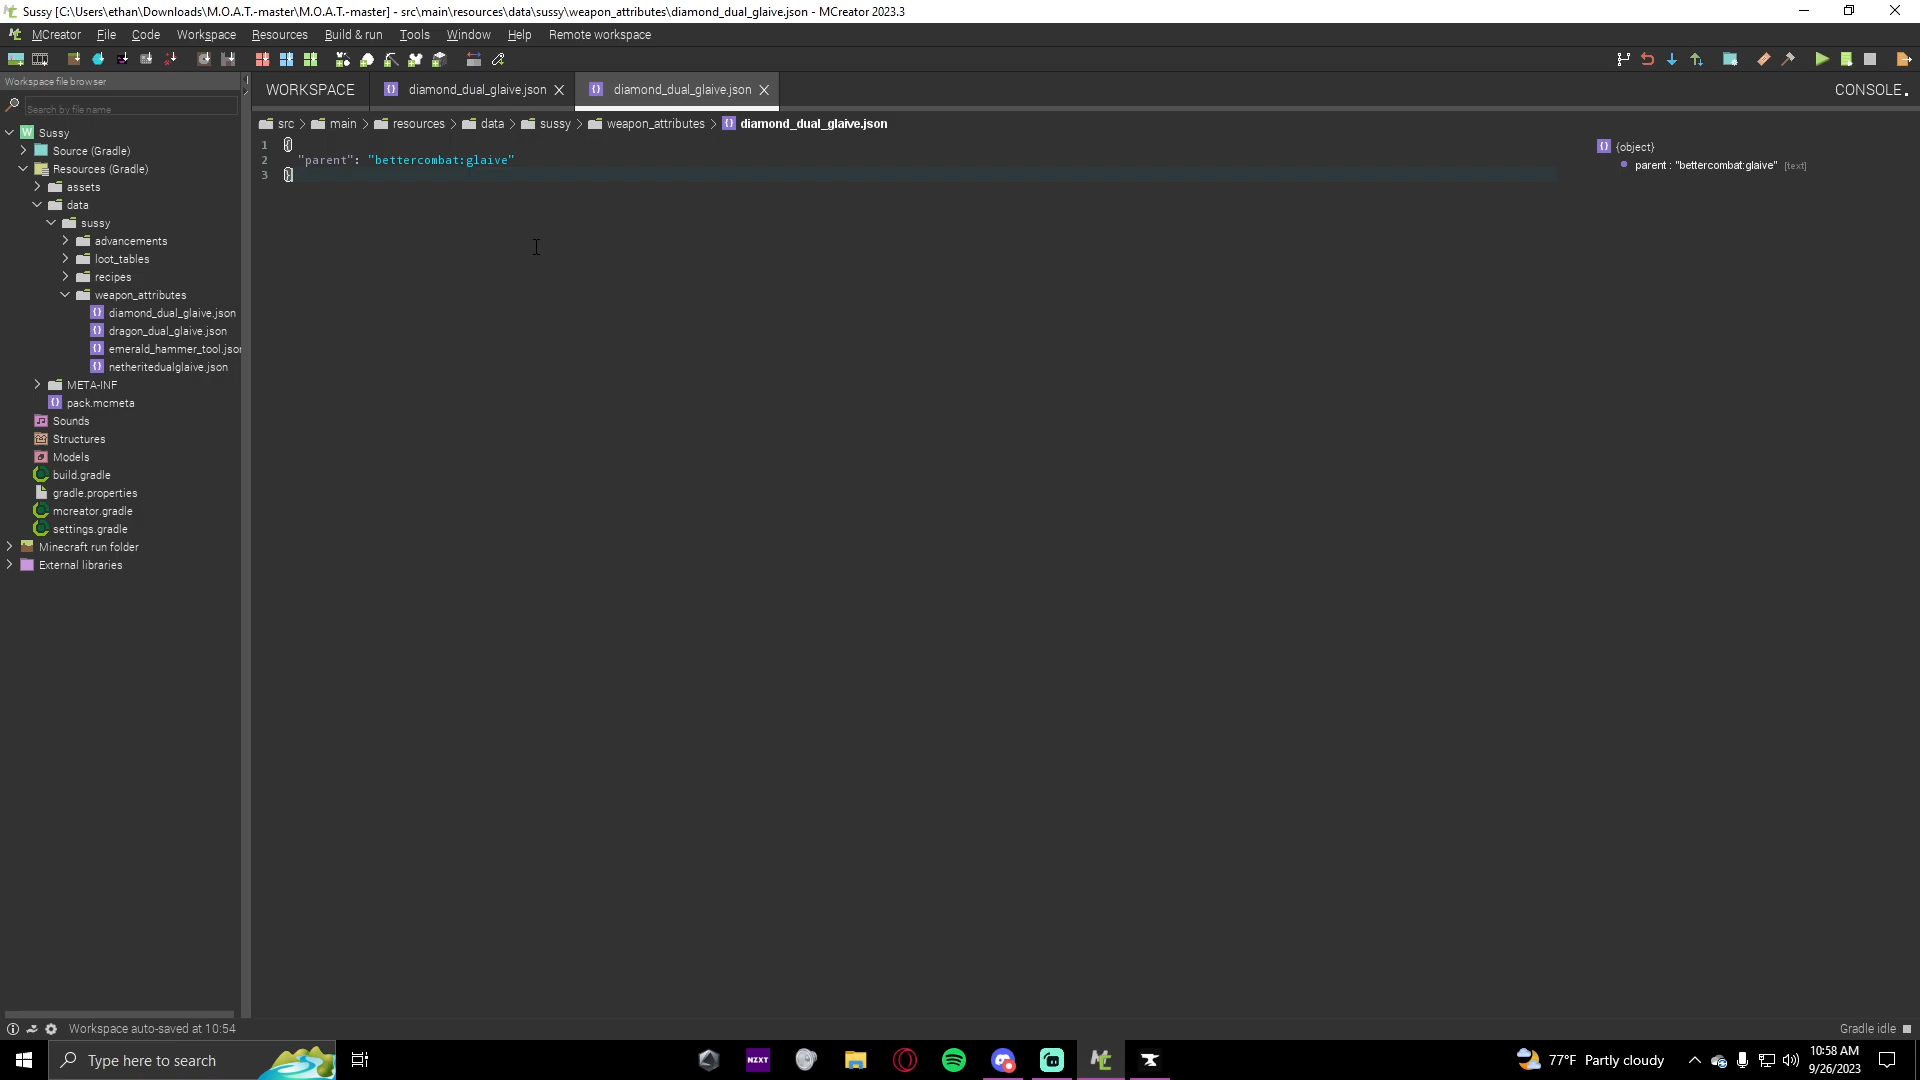 Sussy [C:\Users\ethan\Downloads\M.O.A.T.-master\M.O.A.T.-master] - src\main\resources\data\sussy\weapon_attributes\diamond_dual_glaive.json - MCreator 2023.3
MCreator File Code Workspace Resources Build & run Tools Window Help Remote workspace
Workspace file browser
WORKSPACE diamond_dual_glaive.json diamond_dual_glaive.json CONSOLE
Search by file name
src > main > resources > data > sussy > weapon_attributes > diamond_dual_glaive.json
1 {
2 "parent": "bettercombat:glaive"
3 }
{object}
parent : "bettercombat:glaive" [text]
Sussy
Source (Gradle)
Resources (Gradle)
assets
data
sussy
advancements
loot_tables
recipes
weapon_attributes
diamond_dual_glaive.json
dragon_dual_glaive.json
emerald_hammer_tool.json
netheritedualglaive.json
META-INF
pack.mcmeta
Sounds
Structures
Models
build.gradle
gradle.properties
mcreator.gradle
settings.gradle
Minecraft run folder
External libraries
Workspace auto-saved at 10:54
Gradle idle
Type here to search
NZXT
77°F Partly cloudy
10:58 AM
9/26/2023